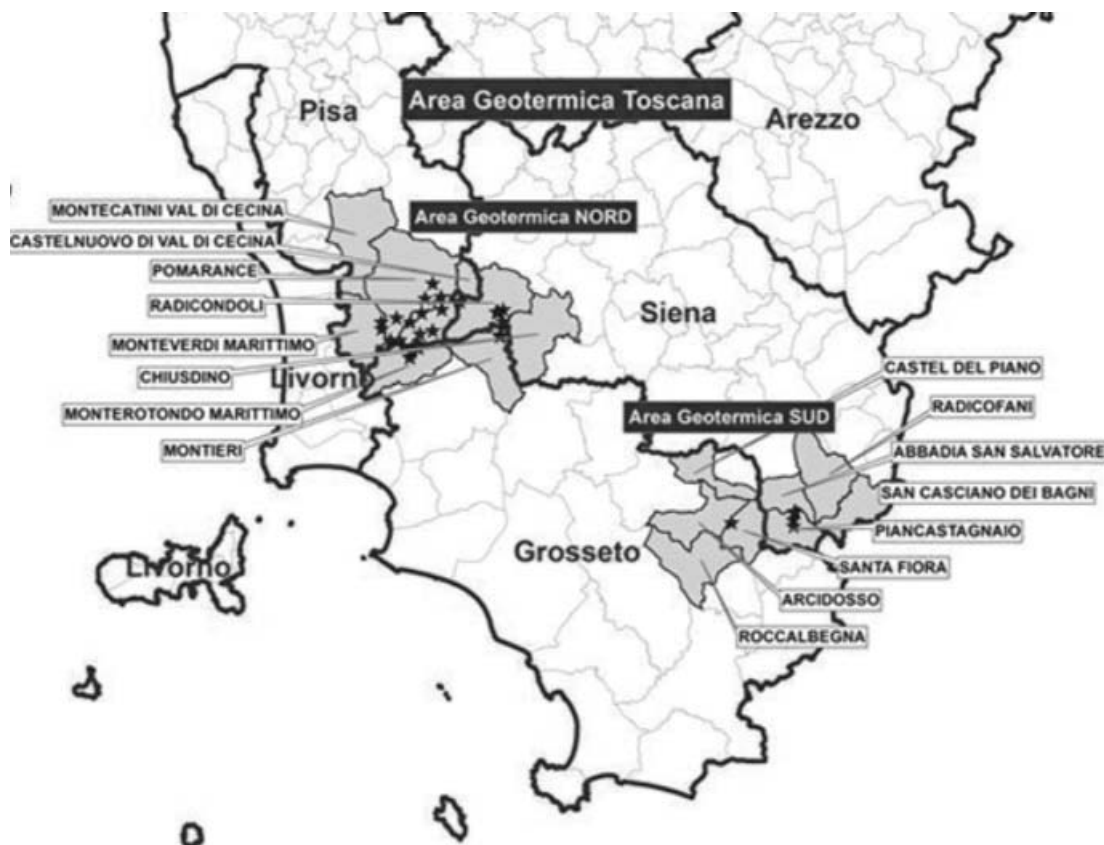 Area Geotermica Toscana
Pisa
Arezzo
MONTECATINI VAL DI CECINA
Area Geotermica NORD
CASTELNUOVO DI VAL DI CECINA
POMARANCE
RADICONDOLI
Siena
MONTEVERDI MARITTIMO
CHIUSDINO
Livorno
CASTEL DEL PIANO
MONTEROTONDO MARITTIMO
Area Geotermica SUD
RADICOFANI
MONTIERI
ABBADIA SAN SALVATORE
SAN CASCIANO DEI BAGNI
PIANCASTAGNAIO
Grosseto
Livorno
SANTA FIORA
ARCIDOSSO
ROCCALBEGNA